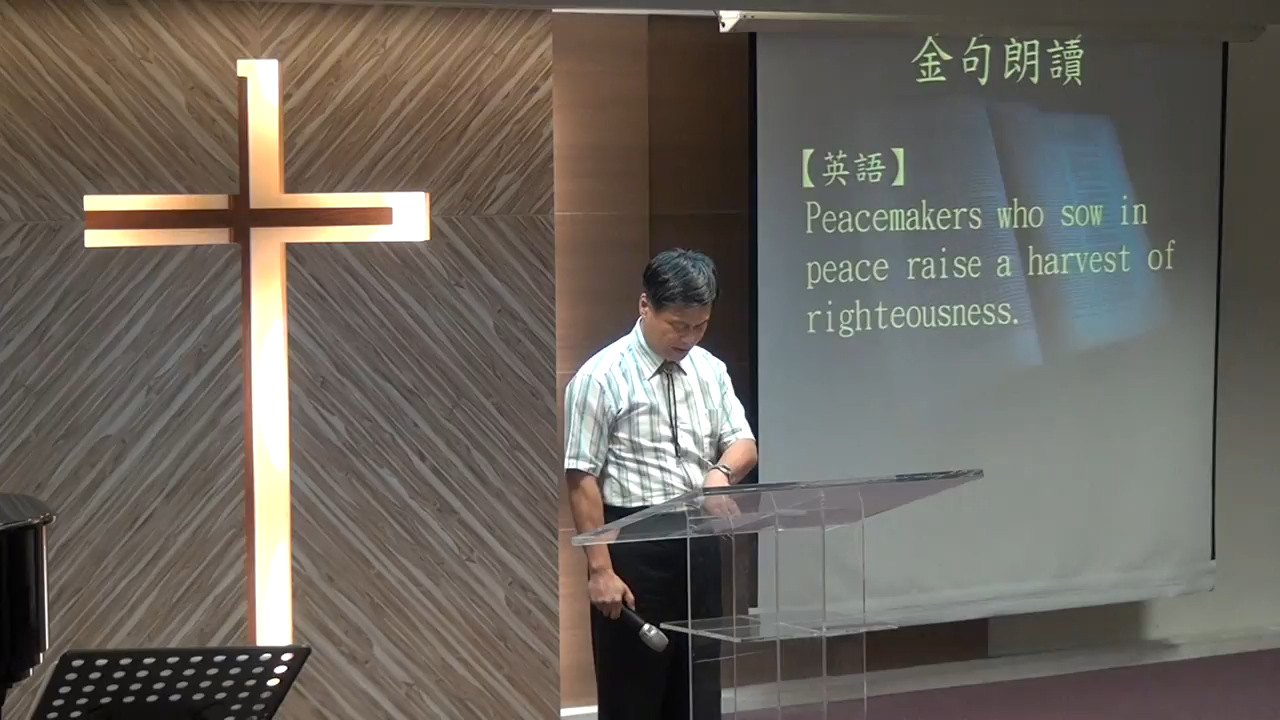 金句朗讀
【英語】
Peacemakers who sow in
peace raise a harvest of
righteousness.